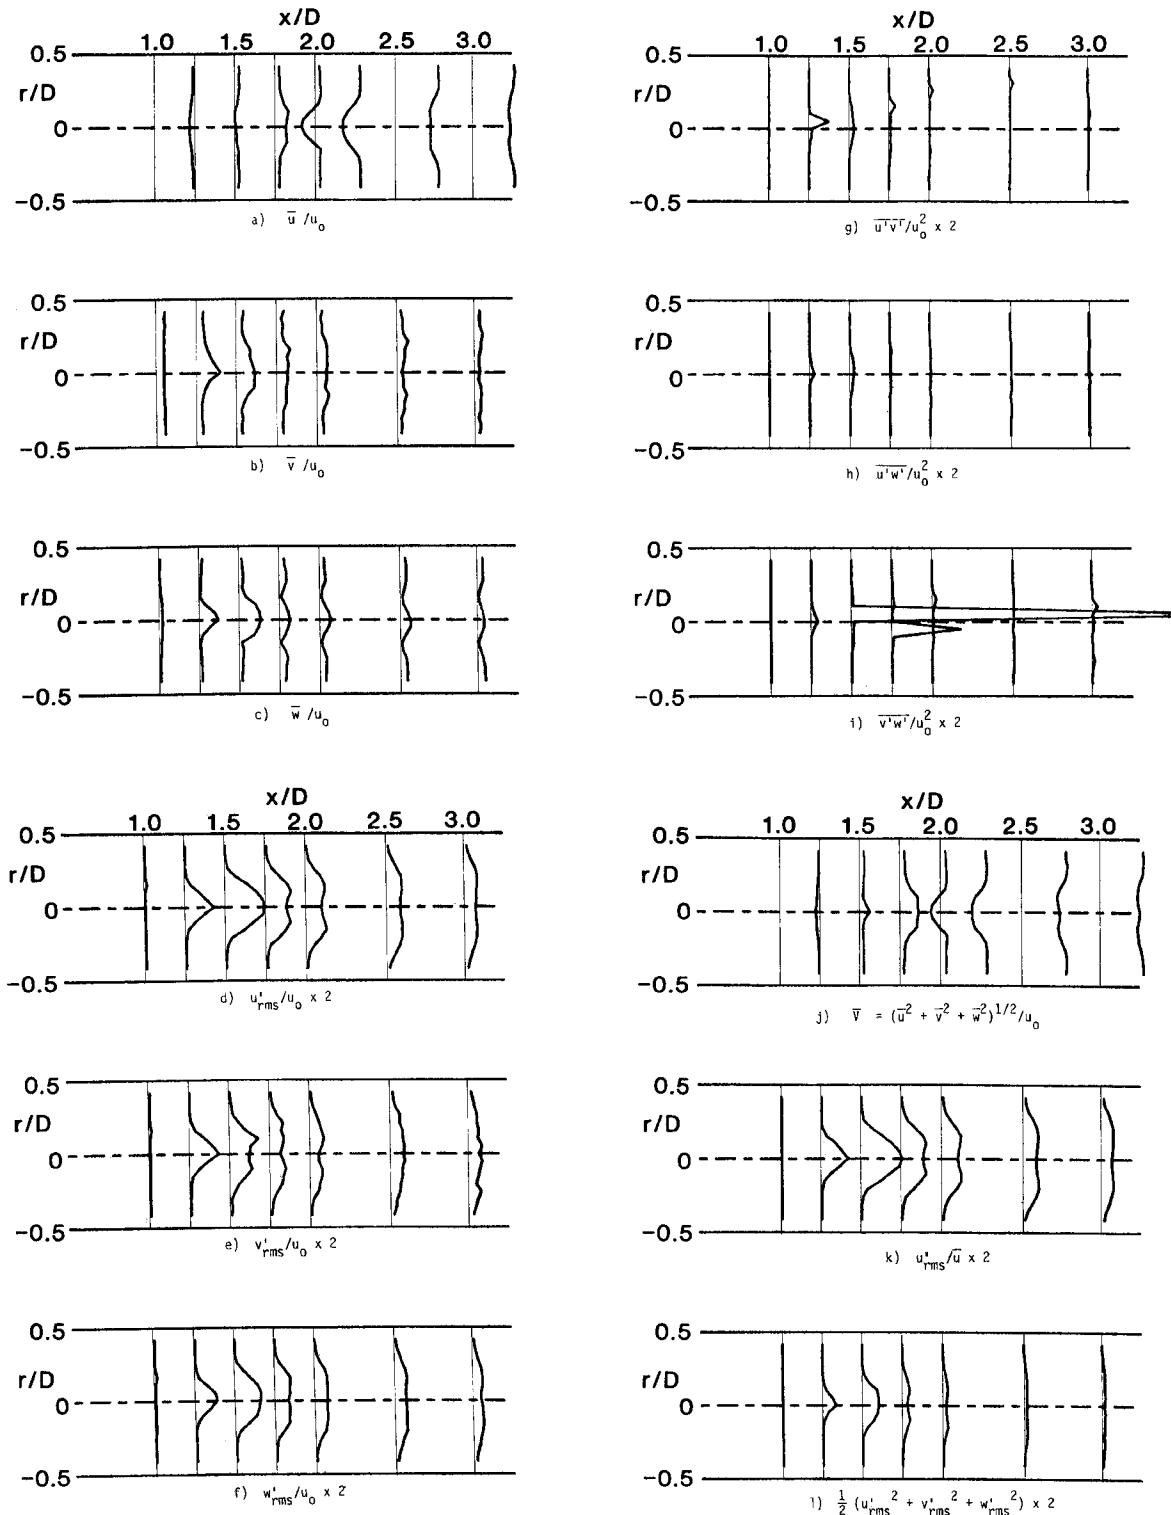 x/D
1.0 1.5 2.0 2.5 3.0
0.5
r/D
0
-0.5
a) u̅ /u₀
0.5
r/D
0
-0.5
b) v̅ /u₀
0.5
r/D
0
-0.5
c) w̅ /u₀
x/D
1.0 1.5 2.0 2.5 3.0
0.5
r/D
0
-0.5
d) u'rms/u₀ x 2
0.5
r/D
0
-0.5
e) v'rms/u₀ x 2
0.5
r/D
0
-0.5
f) w'rms/u₀ x 2
x/D
1.0 1.5 2.0 2.5 3.0
0.5
r/D
0
-0.5
g) u'v'/u₀² x 2
0.5
r/D
0
-0.5
h) u'w'/u₀² x 2
0.5
r/D
0
-0.5
i) v'w'/u₀² x 2
x/D
1.0 1.5 2.0 2.5 3.0
0.5
r/D
0
-0.5
j) V̅ = (u̅² + v̅² + w̅²)^1/2/u₀
0.5
r/D
0
-0.5
k) u'rms/u̅ x 2
0.5
r/D
0
-0.5
l) 1/2 (u'rms² + v'rms² + w'rms²) x 2